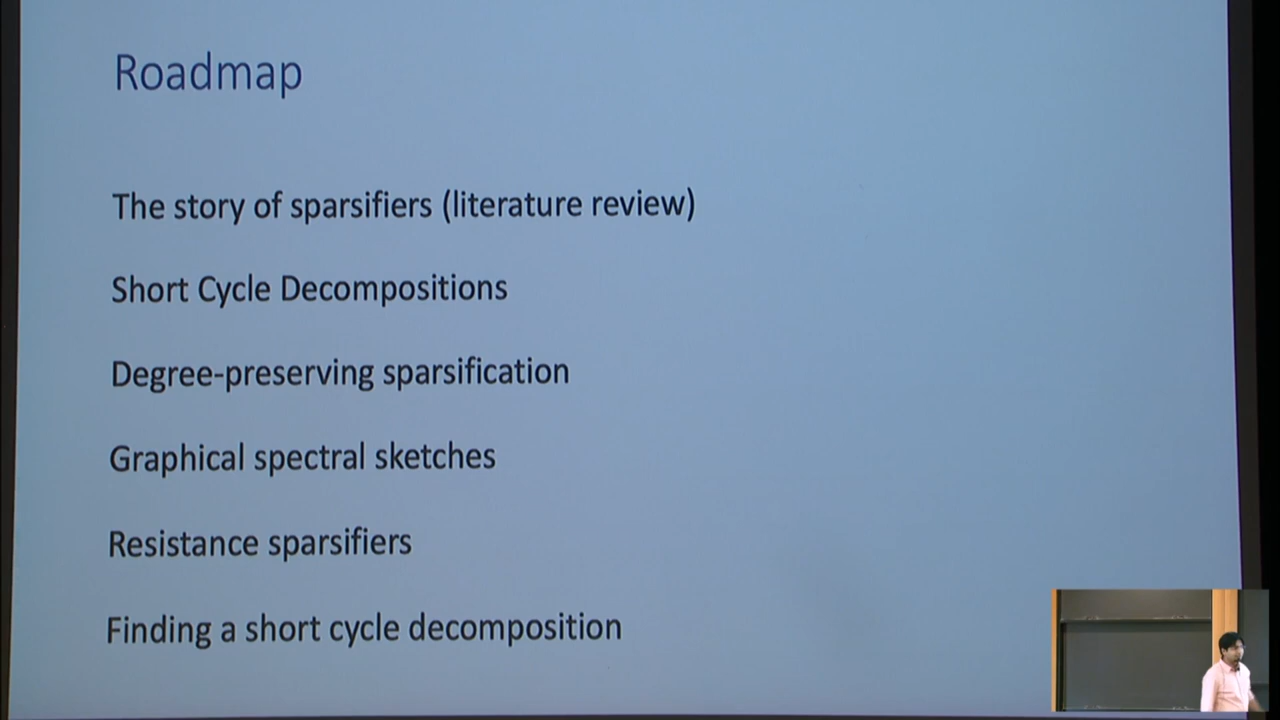 Roadmap
The story of sparsifiers (literature review)
Short Cycle Decompositions
Degree-preserving sparsification
Graphical spectral sketches
Resistance sparsifiers
Finding a short cycle decomposition